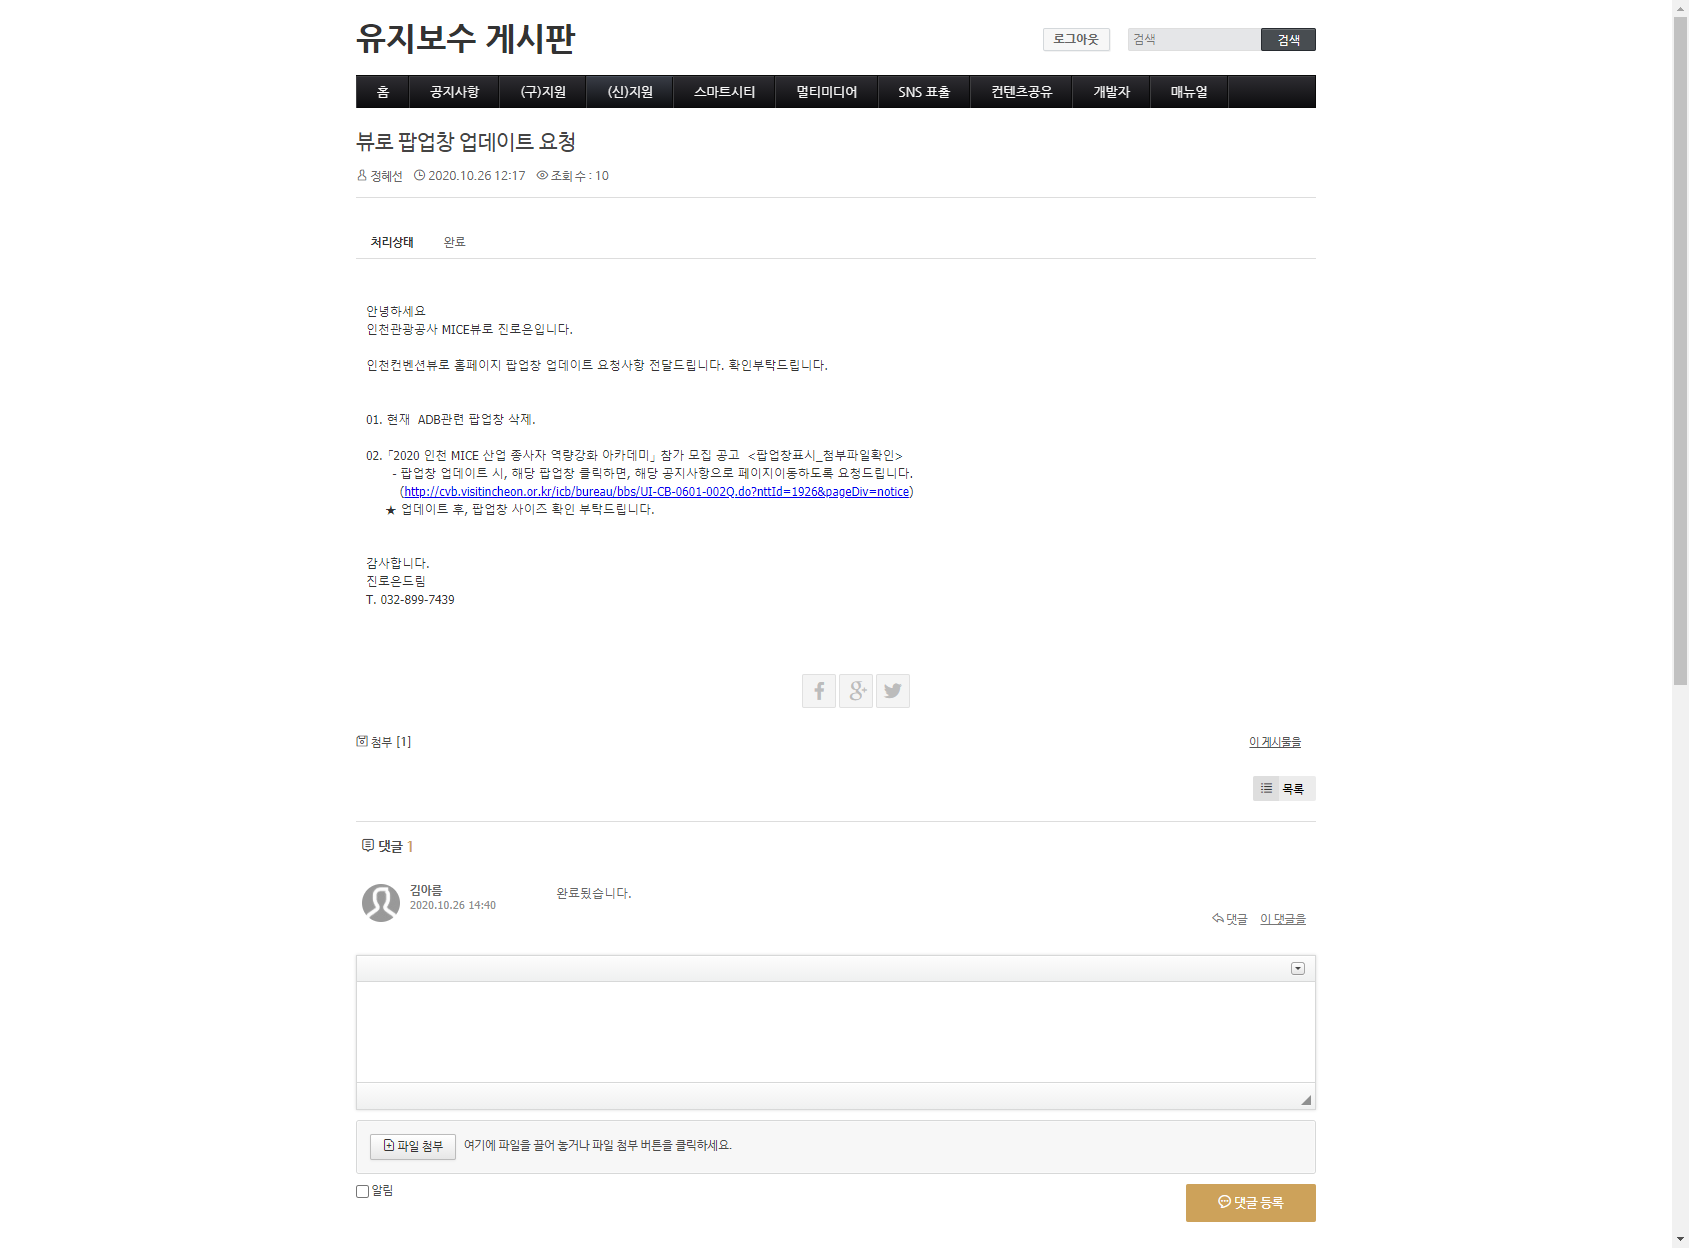 유지보수 게시판
로그아웃 검색 검색
홈 공지사항 (구)지원 (신)지원 스마트시티 멀티미디어 SNS 표출 컨텐츠공유 개발자 매뉴얼
뷰로 팝업창 업데이트 요청
정혜선 2020.10.26 12:17 조회 수 : 10
처리상태 완료
안녕하세요
인천관광공사 MICE뷰로 진로은입니다.
인천컨벤션뷰로 홈페이지 팝업창 업데이트 요청사항 전달드립니다. 확인부탁드립니다.
01. 현재 ADB관련 팝업창 삭제.
02. 「2020 인천 MICE 산업 종사자 역량강화 아카데미」 참가 모집 공고 <팝업창표시_첨부파일확인>
- 팝업창 업데이트 시, 해당 팝업창 클릭하면, 해당 공지사항으로 페이지이동하도록 요청드립니다.
(http://cvb.visitincheon.or.kr/icb/bureau/bbs/UI-CB-0601-002Q.do?nttId=1926&pageDiv=notice)
★ 업데이트 후, 팝업창 사이즈 확인 부탁드립니다.
감사합니다.
진로은드림
T. 032-899-7439
첨부 [1] 이 게시물을
목록
댓글 1
김아름 완료됬습니다.
2020.10.26 14:40
댓글 이 댓글을
파일 첨부 여기에 파일을 끌어 놓거나 파일 첨부 버튼을 클릭하세요.
알림 댓글 등록